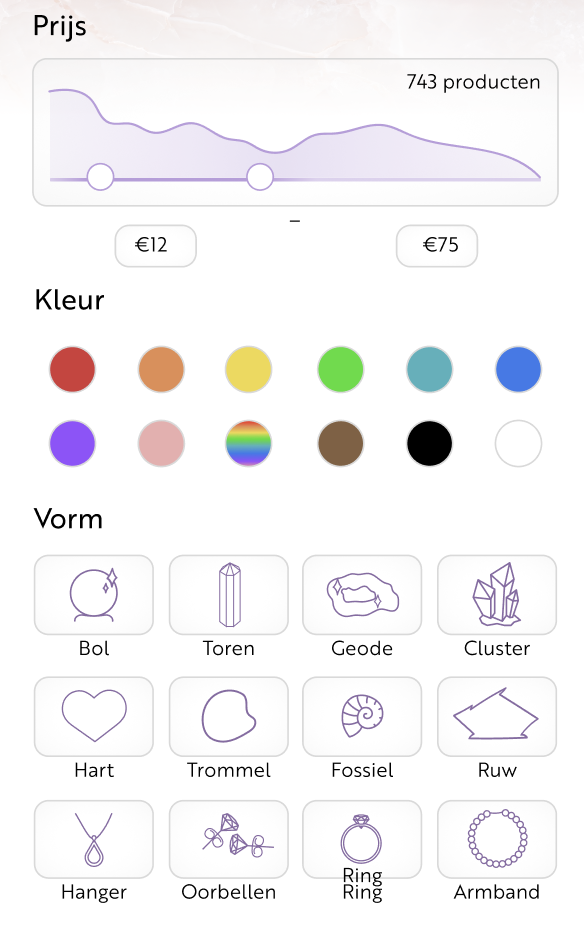 Prijs
743 producten
–
€12
€75
Kleur
Vorm
Bol
Toren
Geode
Cluster
Hart
Trommel
Fossiel
Ruw
Ring
Hanger
Oorbellen
Ring
Armband